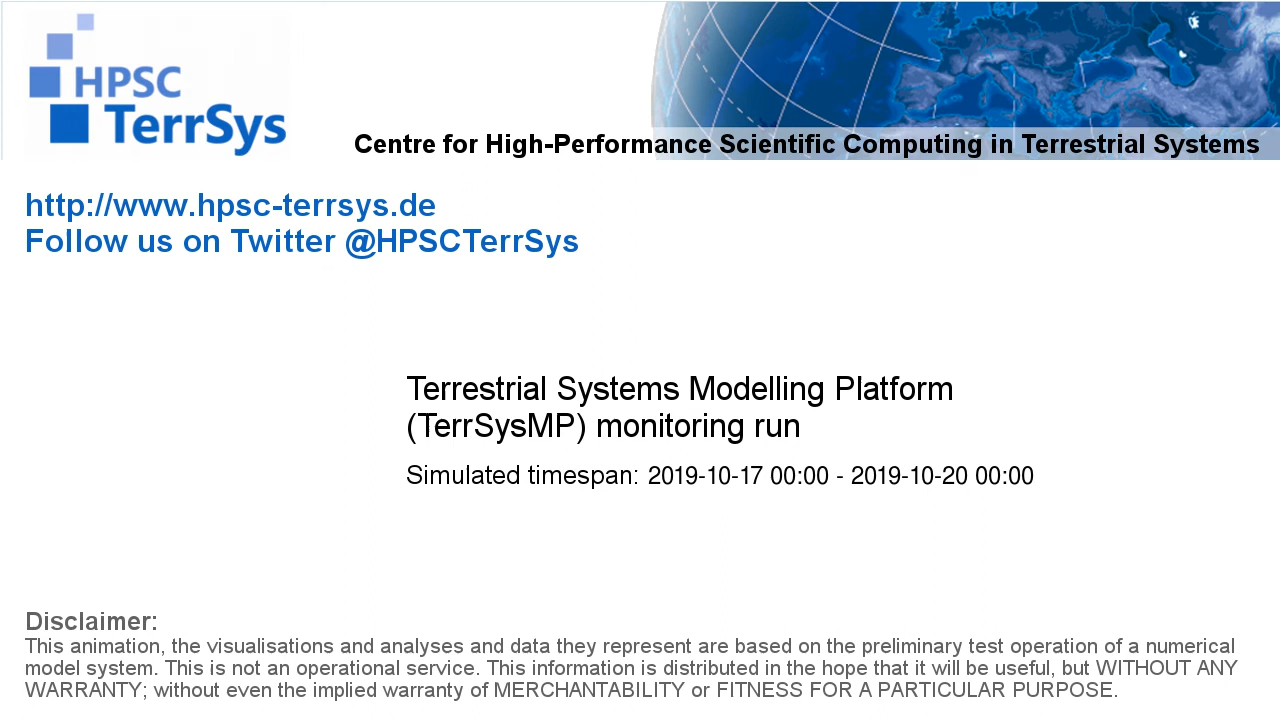 HPSC
TerrSys
Centre for High-Performance Scientific Computing in Terrestrial Systems
http://www.hpsc-terrsys.de
Follow us on Twitter @HPSCTerrSys
Terrestrial Systems Modelling Platform
(TerrSysMP) monitoring run
Simulated timespan: 2019-10-17 00:00 - 2019-10-20 00:00
Disclaimer:
This animation, the visualisations and analyses and data they represent are based on the preliminary test operation of a numerical
model system. This is not an operational service. This information is distributed in the hope that it will be useful, but WITHOUT ANY
WARRANTY; without even the implied warranty of MERCHANTABILITY or FITNESS FOR A PARTICULAR PURPOSE.